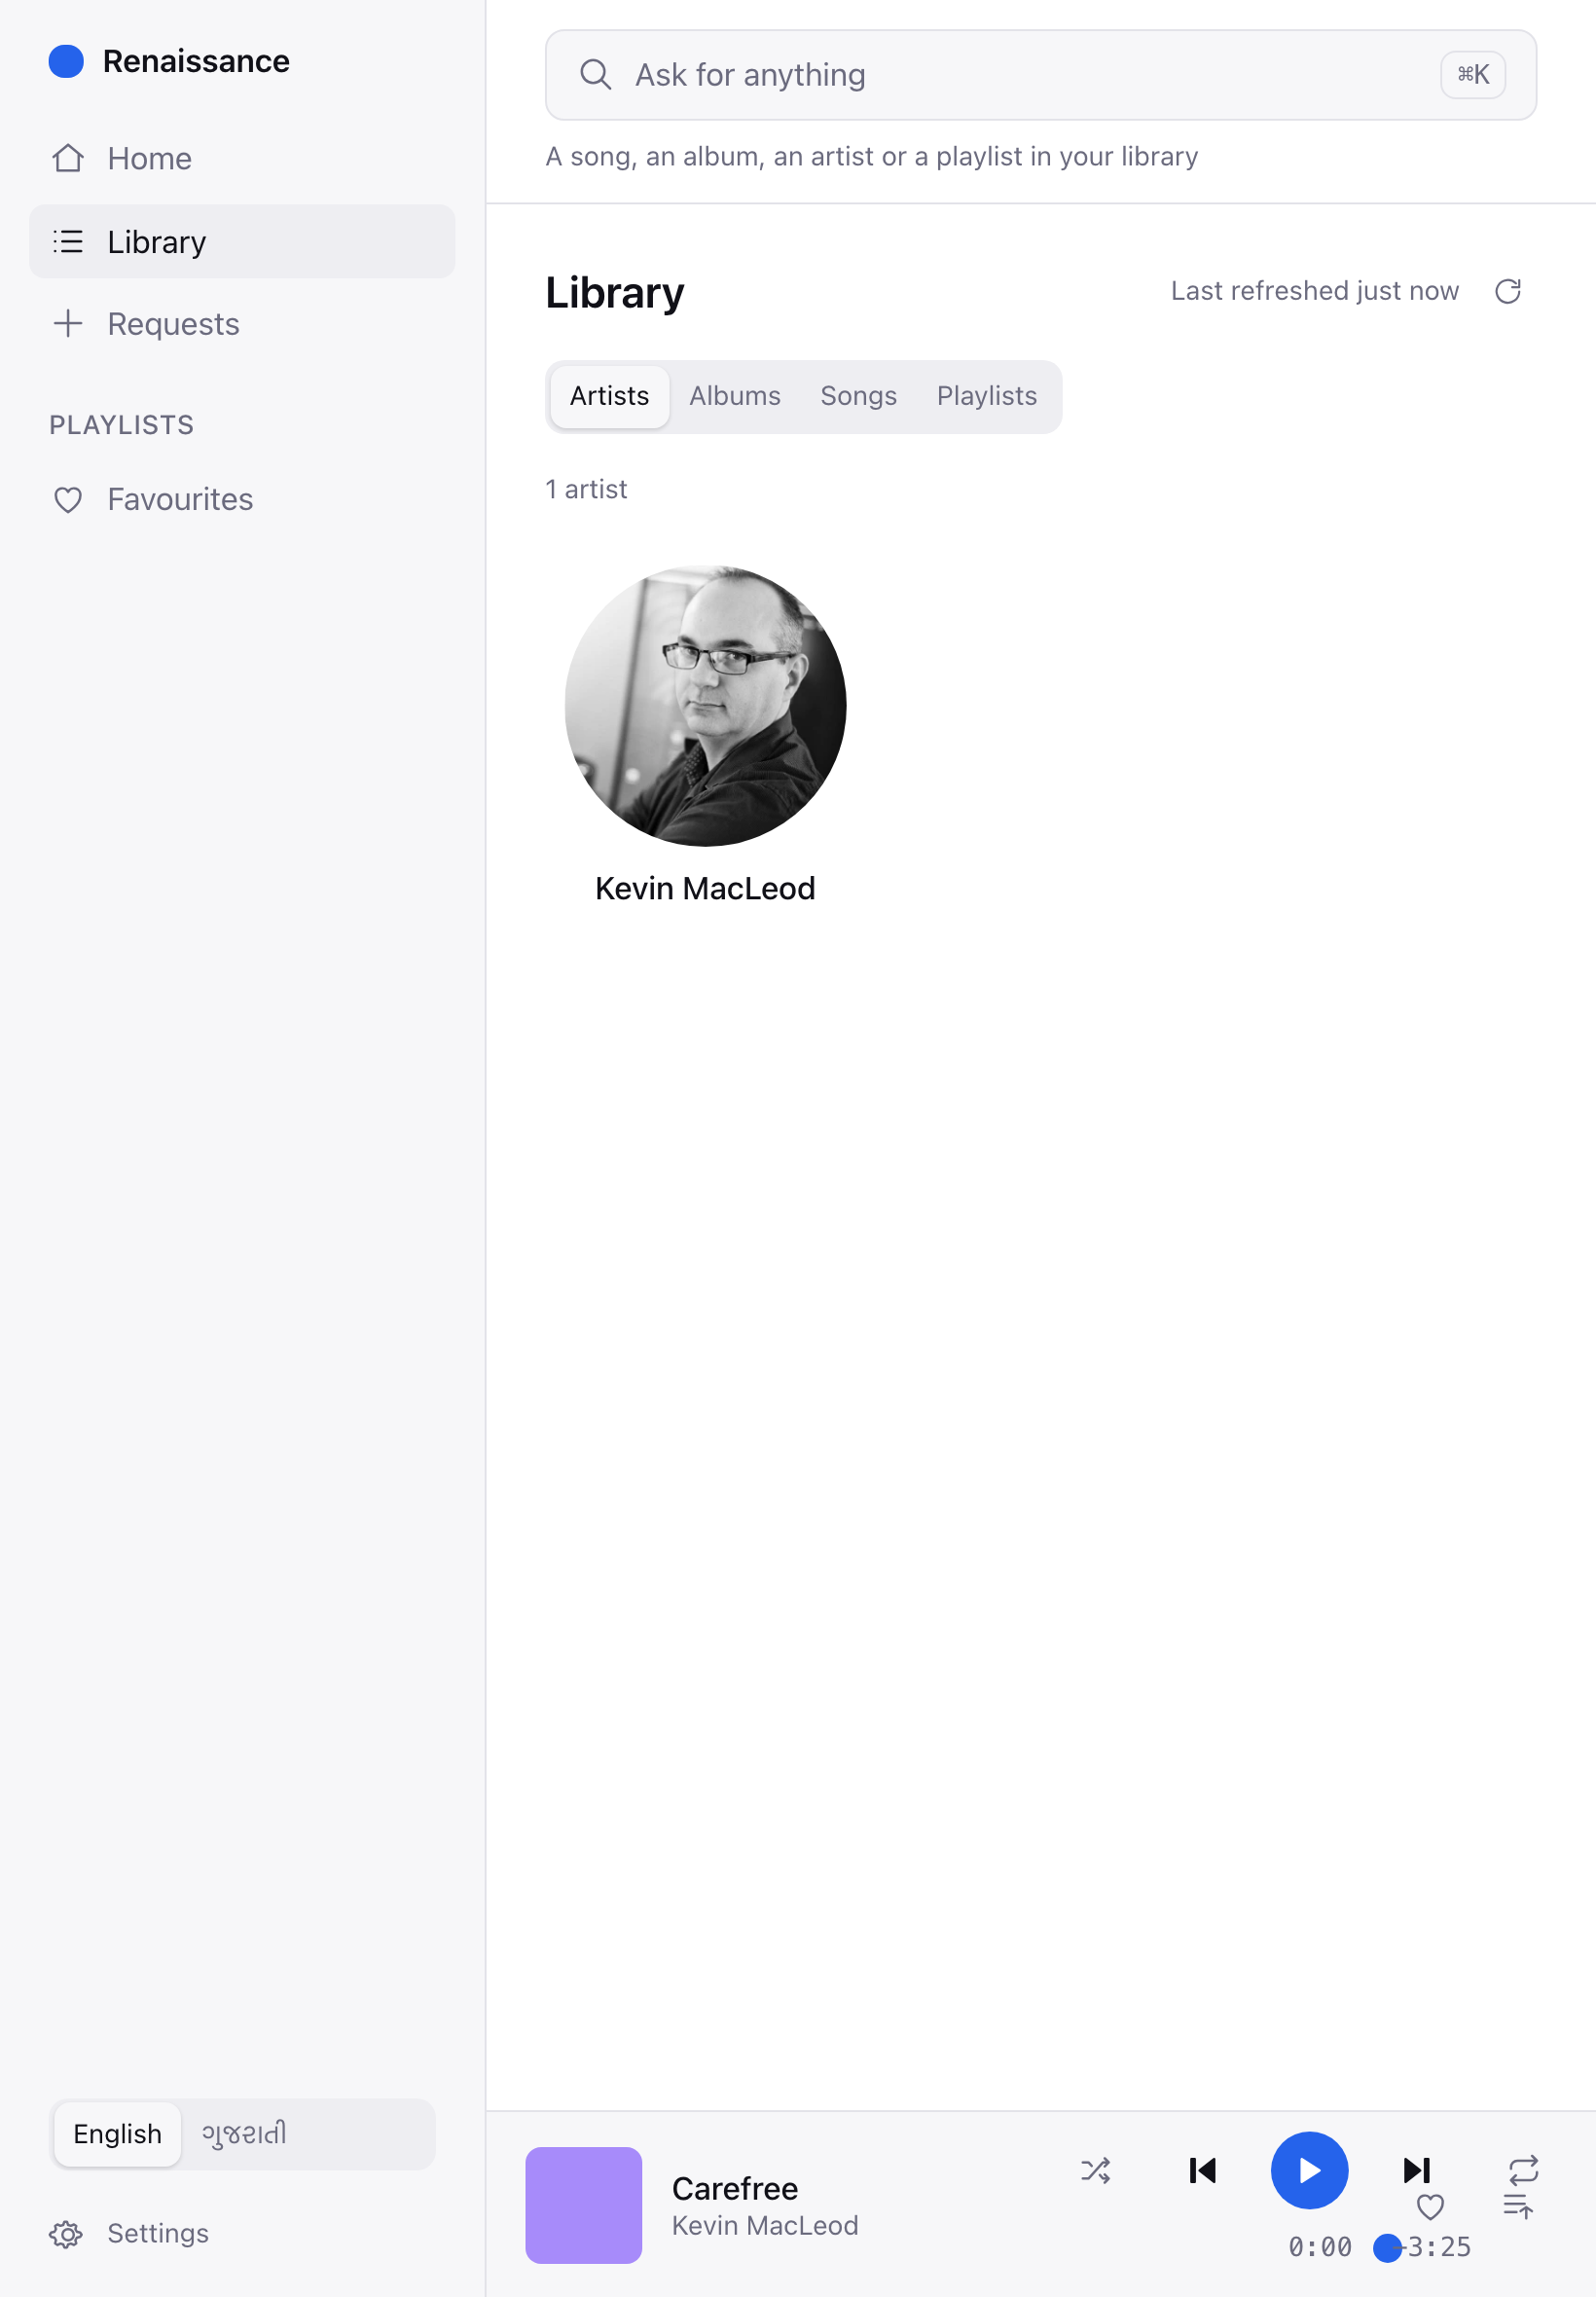 Renaissance
Home
Library
Requests
PLAYLISTS
Favourites
English ગુજરાતી
Settings
Ask for anything ⌘K
A song, an album, an artist or a playlist in your library
Library
Last refreshed just now
Artists Albums Songs Playlists
1 artist
Kevin MacLeod
Carefree
Kevin MacLeod
0:00 -3:25